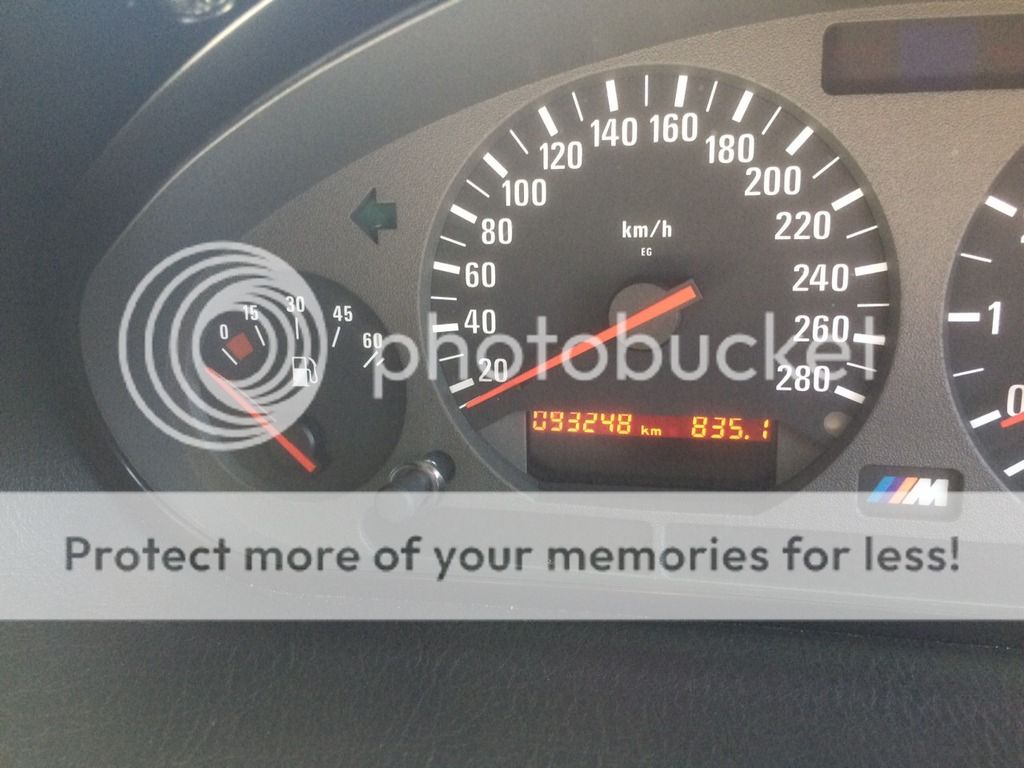 0 15 30 45 60
20 40 60 80 100 120 140 160 180 200 220 240 260 280
km/h
EG
093248 km 835.1
M
1
0
photobucket
Protect more of your memories for less!